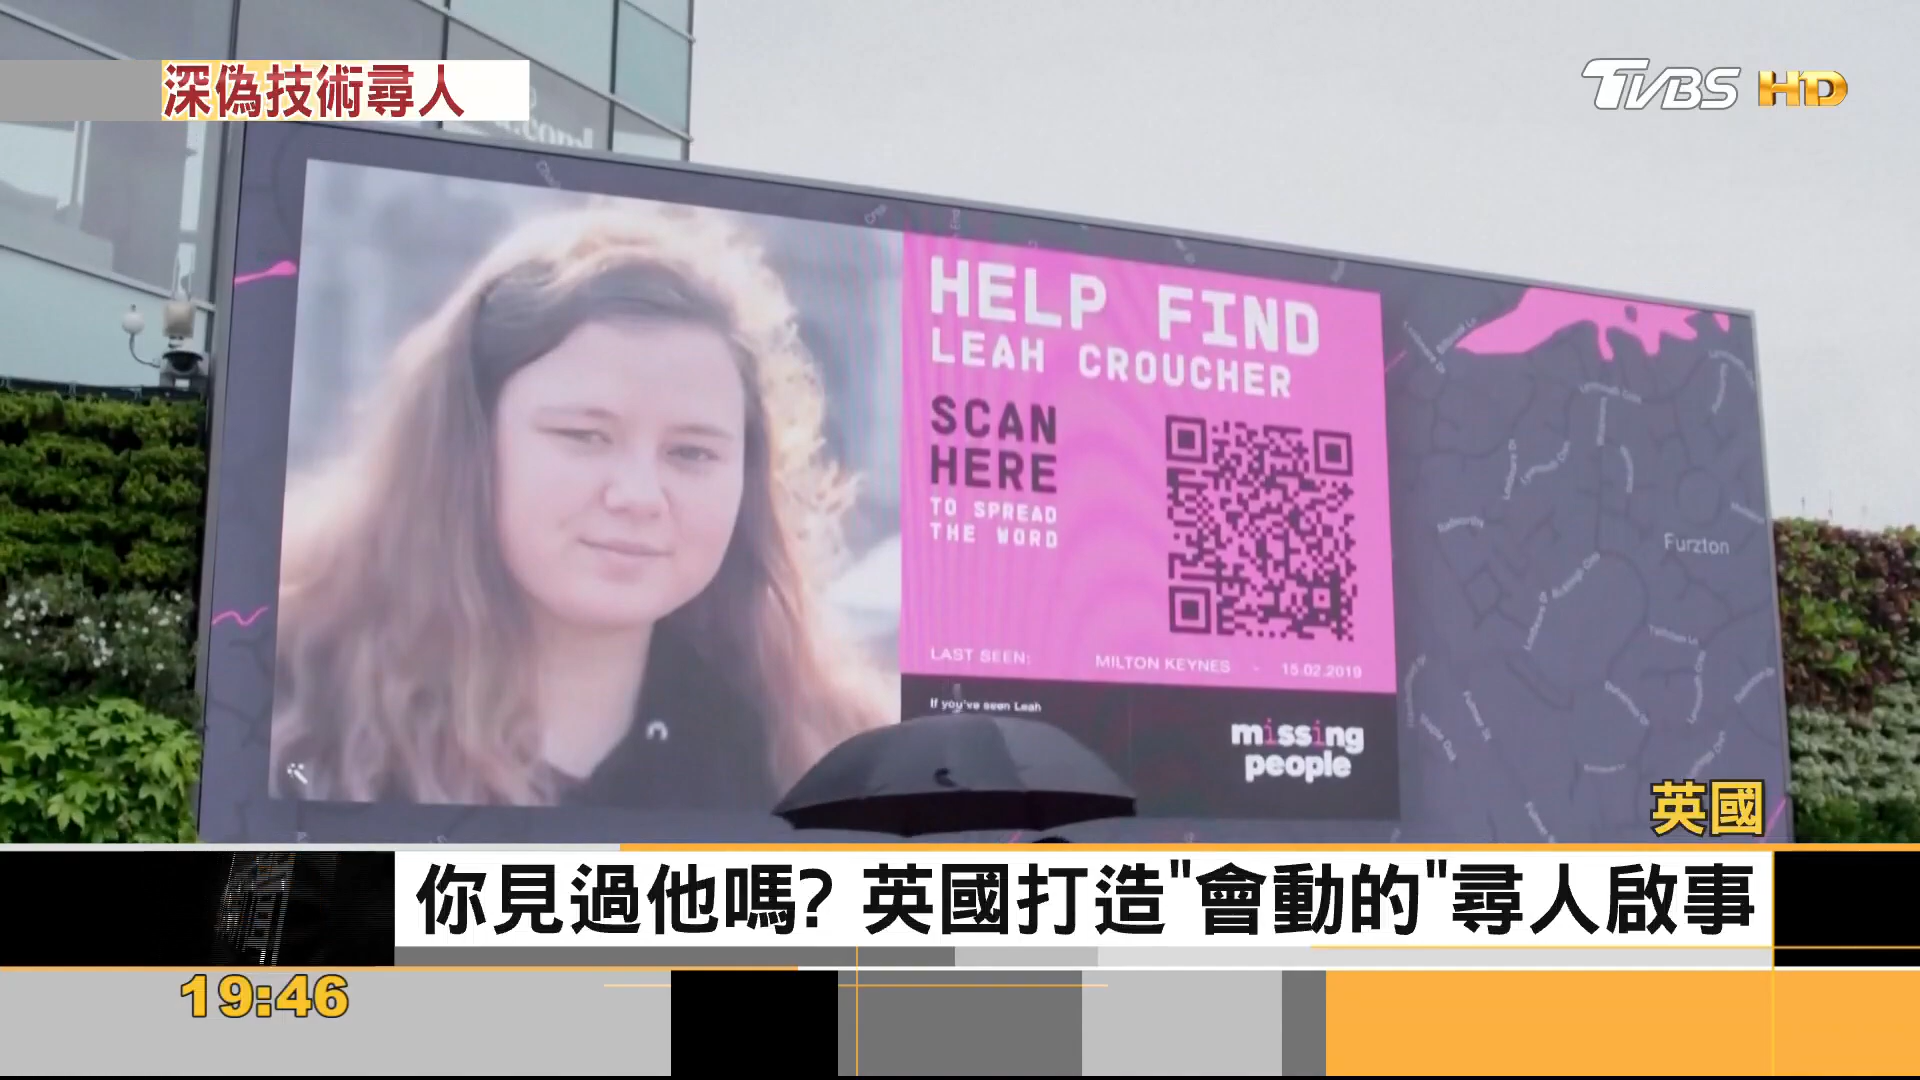 深偽技術尋人
TVBS HD
HELP FIND
LEAH CROUCHER
SCAN
HERE
TO SPREAD
THE WORD
LAST SEEN: MILTON KEYNES - 15.02.2019
If you've seen Leah
missing
people
Furzton
英國
你見過他嗎? 英國打造"會動的"尋人啟事
19:46